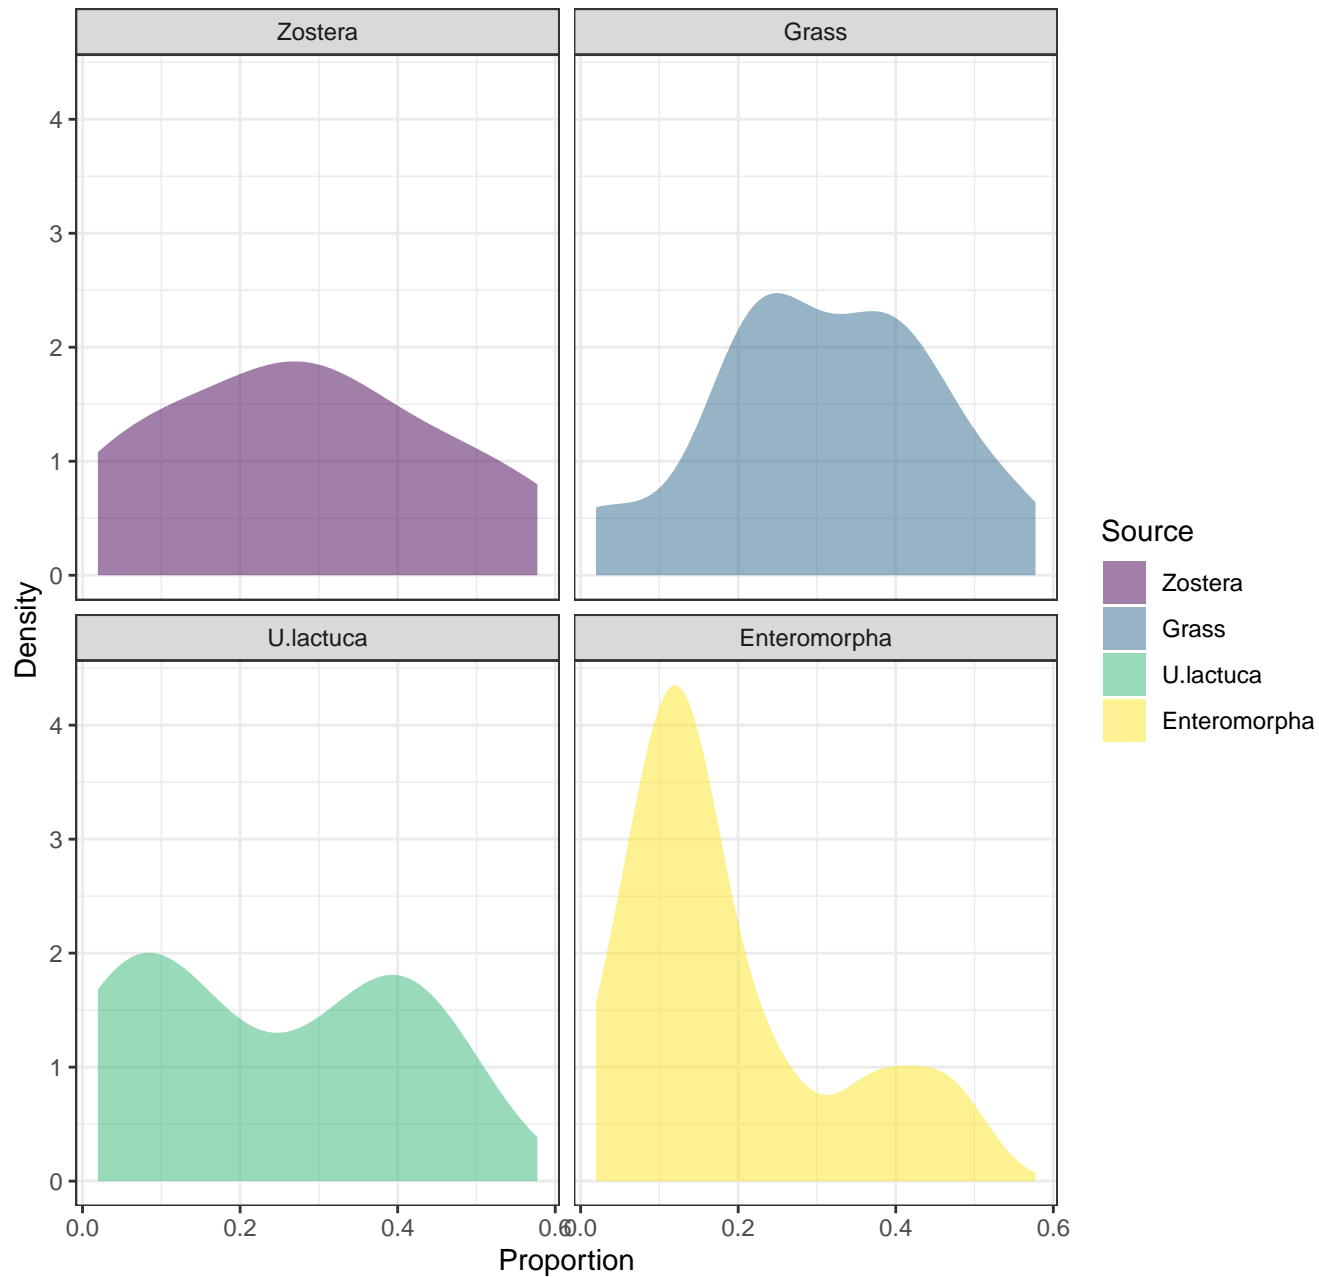 Zostera
Grass
4
3
2
1
0
Density
U.lactuca
Enteromorpha
4
3
2
1
0
0.0 0.2 0.4 0.6 0.0 0.2 0.4 0.6
Proportion
Source
Zostera
Grass
U.lactuca
Enteromorpha